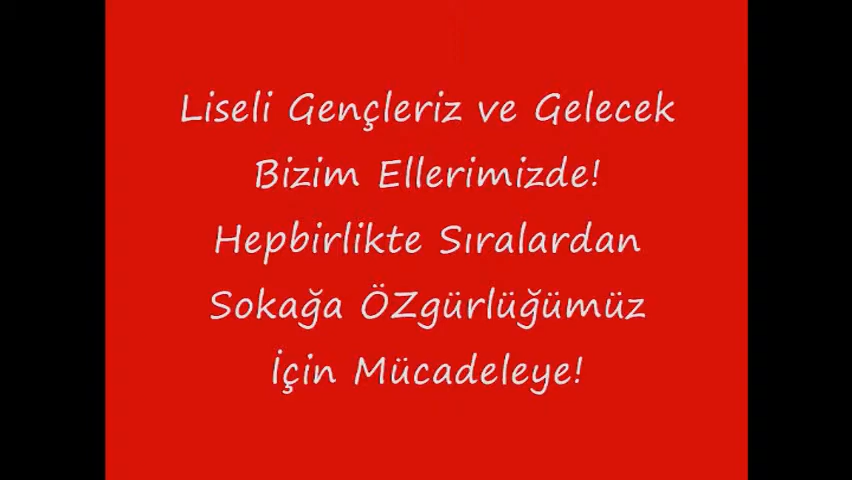 Liseli Gençleriz ve Gelecek
Bizim Ellerimizde!
Hepbirlikte Sıralardan
Sokağa ÖZgürlüğümüz
İçin Mücadeleye!